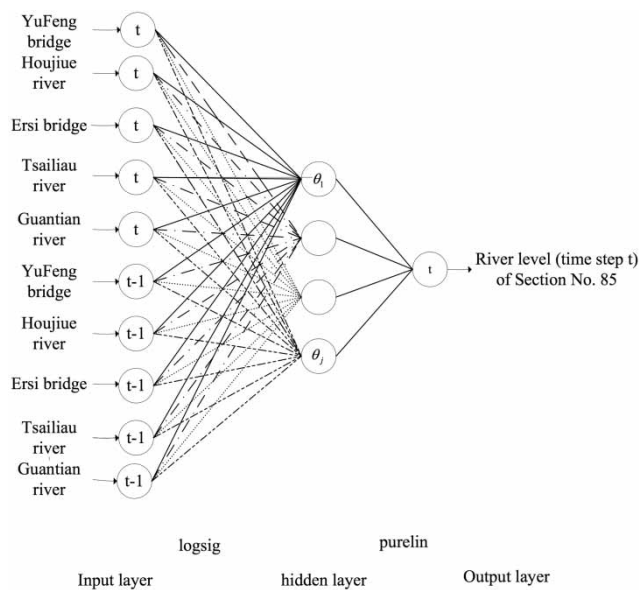 YuFeng
bridge
t
Houjiue
river
t
Ersi bridge
t
Tsailiau
river
t
Guantian
river
t
YuFeng
bridge
t-1
Houjiue
river
t-1
Ersi bridge
t-1
Tsailiau
river
t-1
Guantian
river
t-1
θ₁
θⱼ
t
River level (time step t)
of Section No. 85
logsig
purelin
Input layer
hidden layer
Output layer